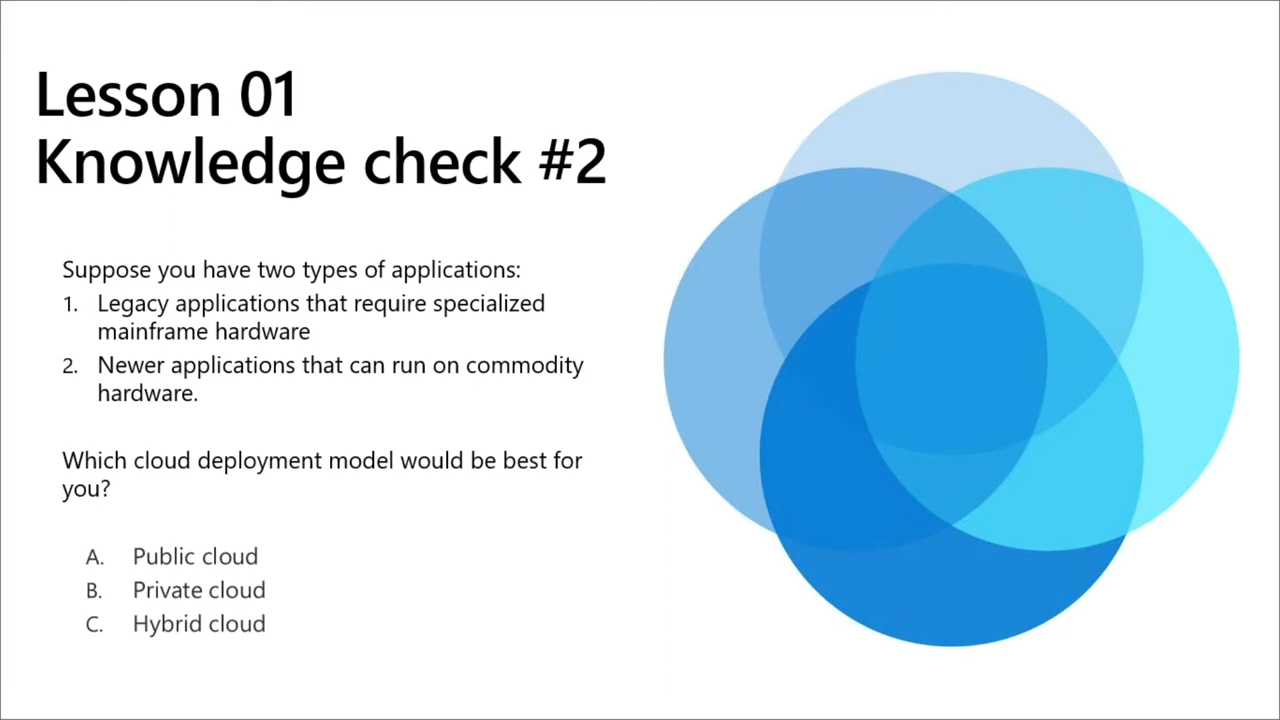 Lesson 01
Knowledge check #2
Suppose you have two types of applications:
1. Legacy applications that require specialized
mainframe hardware
2. Newer applications that can run on commodity
hardware.
Which cloud deployment model would be best for
you?
A. Public cloud
B. Private cloud
C. Hybrid cloud